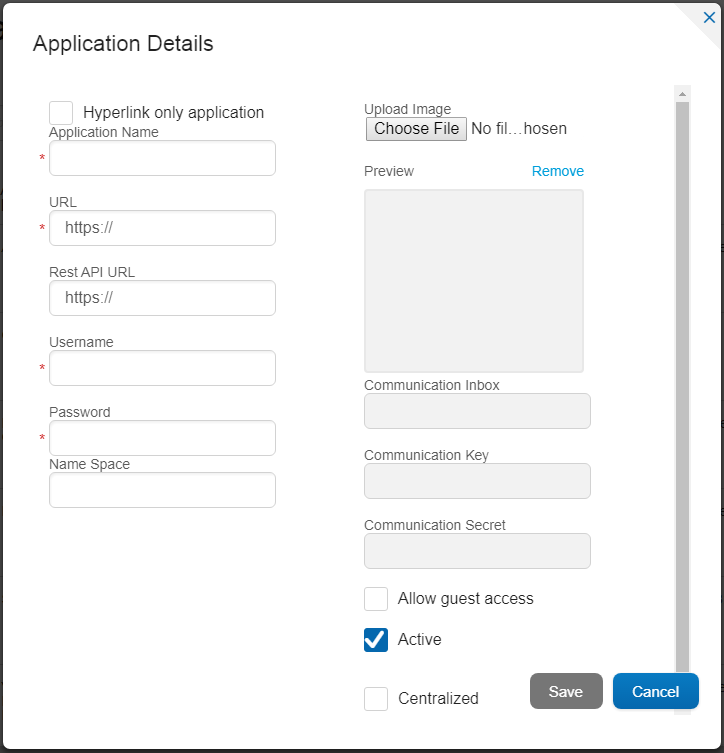 Application Details
Hyperlink only application
Application Name
*
URL
* https://
Rest API URL
https://
Username
*
Password
*
Name Space
Upload Image
Choose File No fil...hosen
Preview Remove
Communication Inbox
Communication Key
Communication Secret
Allow guest access
Active
Centralized
Save Cancel